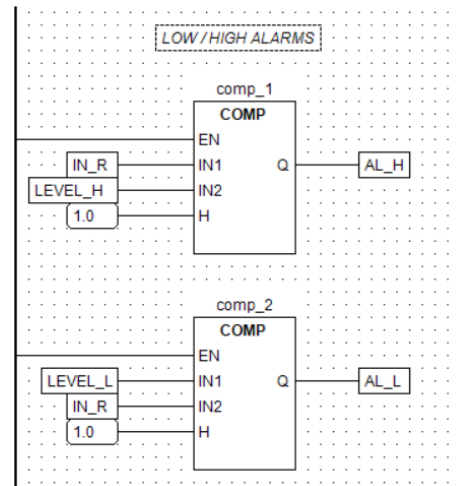 LOW / HIGH ALARMS
comp_1
COMP
EN
IN_R IN1 Q AL_H
LEVEL_H IN2
1.0 H
comp_2
COMP
EN
LEVEL_L IN1 Q AL_L
IN_R IN2
1.0 H